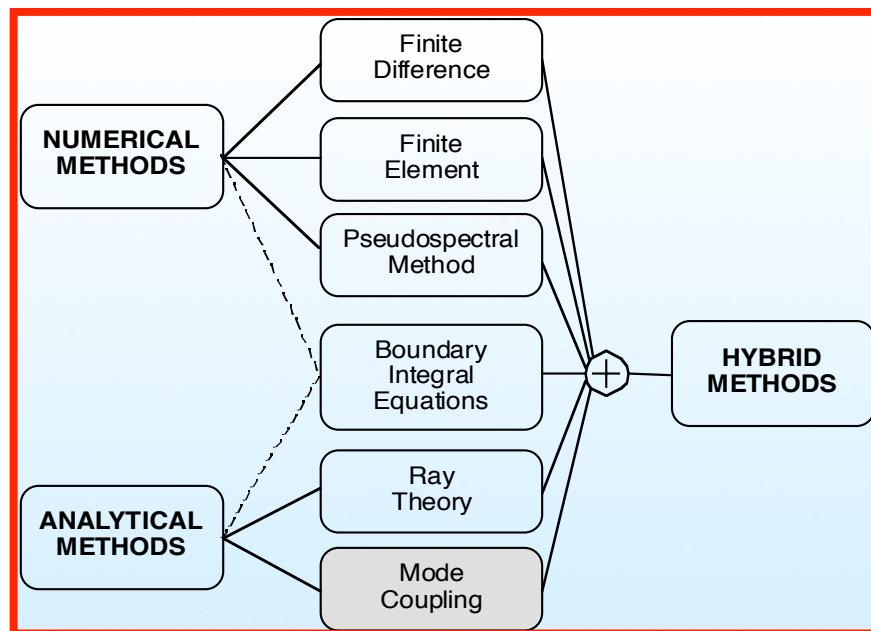 Finite
Difference
NUMERICAL
METHODS
Finite
Element
Pseudospectral
Method
Boundary
Integral
Equations
HYBRID
METHODS
Ray
Theory
ANALYTICAL
METHODS
Mode
Coupling